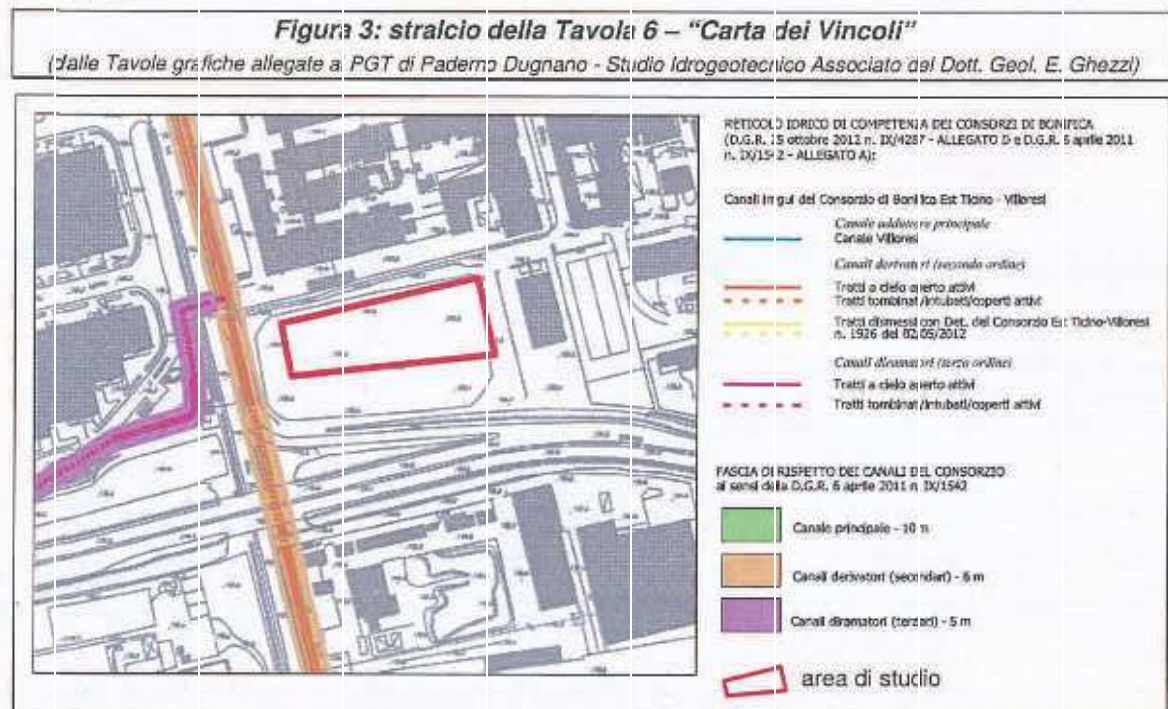 Figura 3: stralcio della Tavola 6 – "Carta dei Vincoli"
(dalle Tavole grafiche allegate al PGT di Paderno Dugnano - Studio Idrogeotecnico Associato del Dott. Geol. E. Ghezzi)
RETICOLO IDRICO DI COMPETENZA DEI CONSORZI DI BONIFICA
(D.G.R. 25 ottobre 2012 n. IX/4287 - ALLEGATO D e D.G.R. 6 aprile 2011
n. IX/1542 - ALLEGATO A):
Canali irrigui del Consorzio di Bonifica Est Ticino - Villoresi
Canale adduttore principale
Canale Villoresi
Canali derivatori (secondo ordine)
Tratti a cielo aperto attivi
Tratti tombinati/intubati/coperti attivi
Tratti dismessi con Det. del Consorzio Est Ticino-Villoresi
n. 1926 del 02/05/2012
Canali diramatori (terzo ordine)
Tratti a cielo aperto attivi
Tratti tombinati/intubati/coperti attivi
FASCIA DI RISPETTO DEI CANALI DEL CONSORZIO
ai sensi della D.G.R. 6 aprile 2011 n. IX/1542
Canale principale - 10 m
Canali derivatori (secondari) - 6 m
Canali diramatori (terziari) - 5 m
area di studio